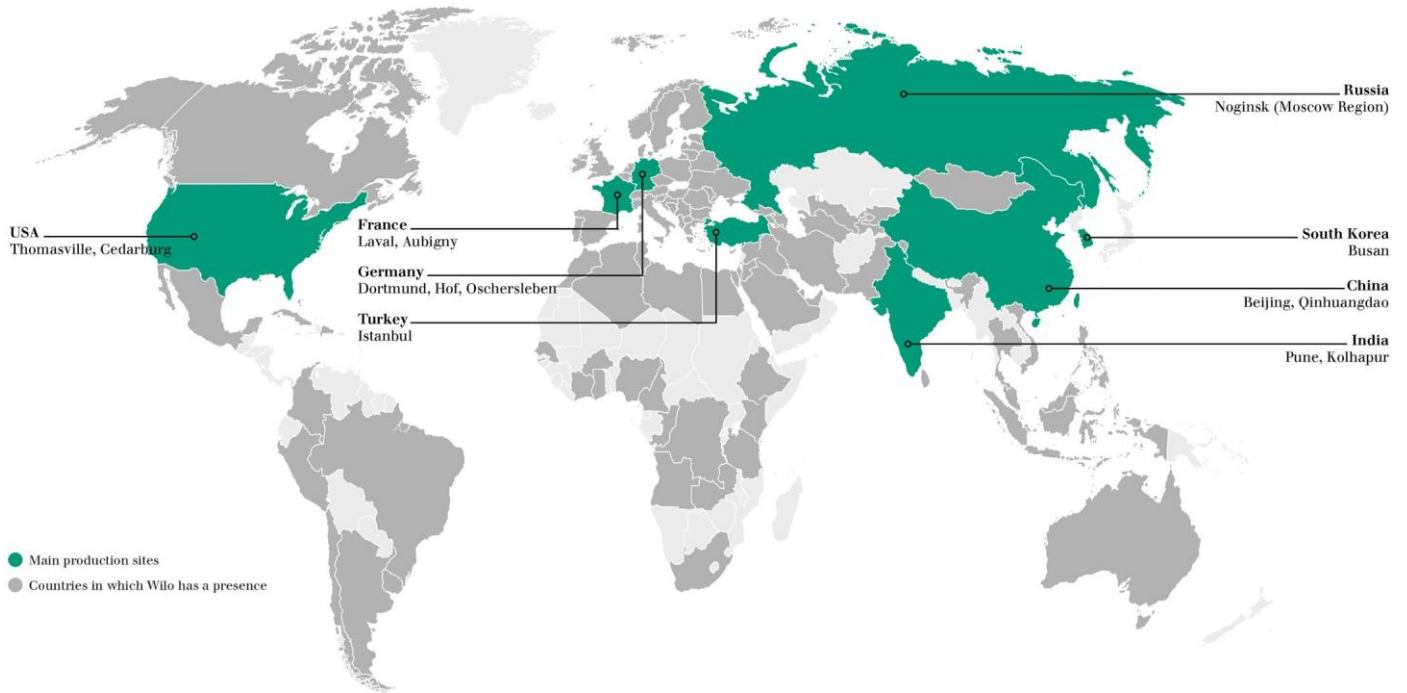 Russia
Noginsk (Moscow Region)
USA
Thomasville, Cedarburg
France
Laval, Aubigny
South Korea
Busan
Germany
Dortmund, Hof, Oschersleben
China
Beijing, Qinhuangdao
Turkey
Istanbul
India
Pune, Kolhapur
Main production sites
Countries in which Wilo has a presence